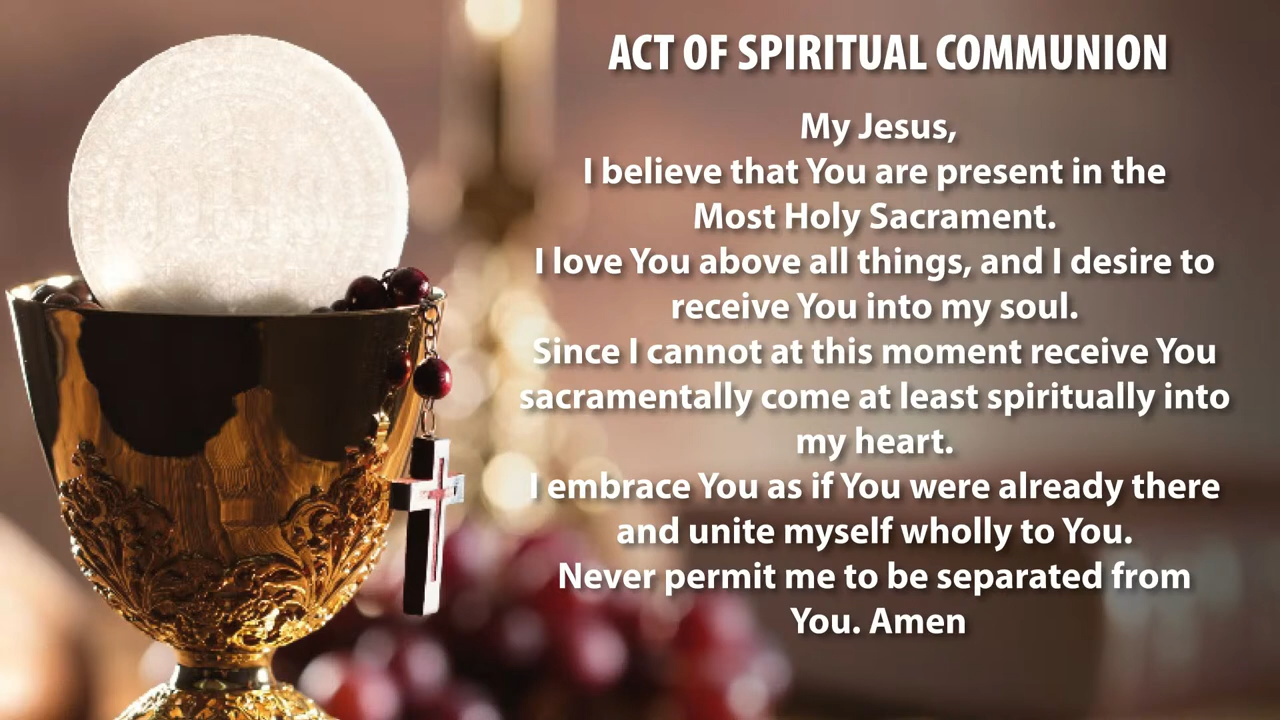 ACT OF SPIRITUAL COMMUNION
My Jesus,
I believe that You are present in the
Most Holy Sacrament.
I love You above all things, and I desire to
receive You into my soul.
Since I cannot at this moment receive You
sacramentally come at least spiritually into
my heart.
I embrace You as if You were already there
and unite myself wholly to You.
Never permit me to be separated from
You. Amen